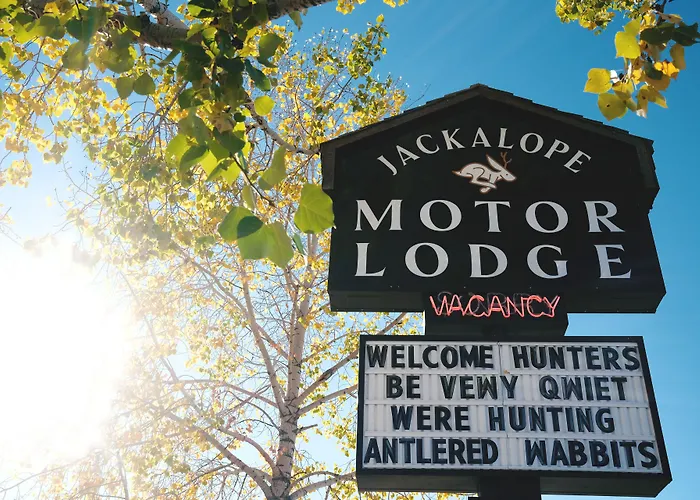 JACKALOPE
MOTOR
LODGE
VACANCY
WELCOME HUNTERS
BE VEWY QWIET
WERE HUNTING
ANTLERED WABBITS